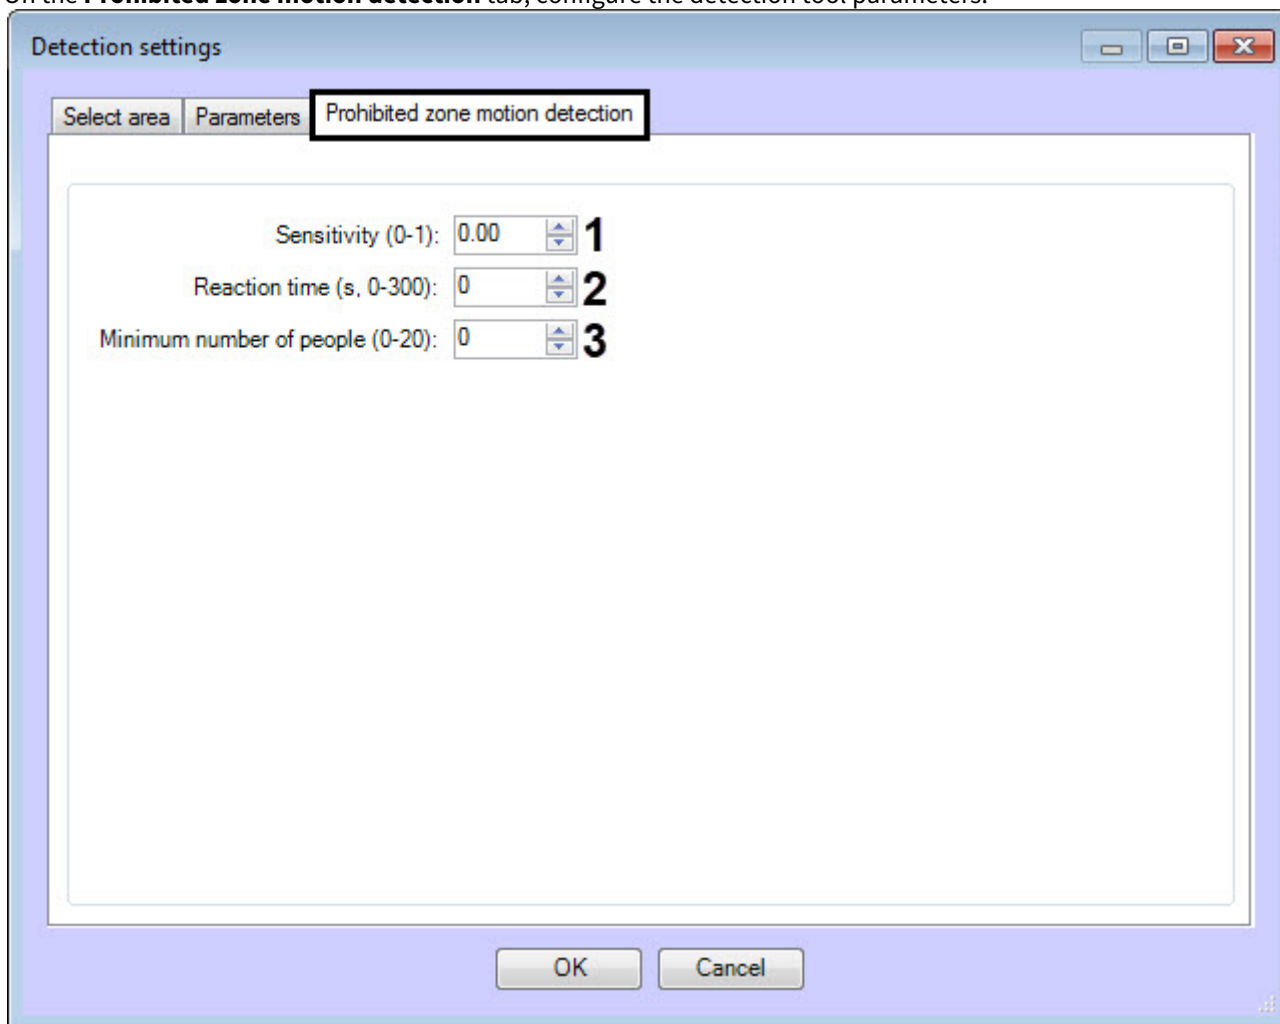 On the Prohibited zone motion detection tab, configure the detection tool parameters.
Detection settings
Select area Parameters Prohibited zone motion detection
Sensitivity (0-1): 0.00 1
Reaction time (s, 0-300): 0 2
Minimum number of people (0-20): 0 3
OK Cancel